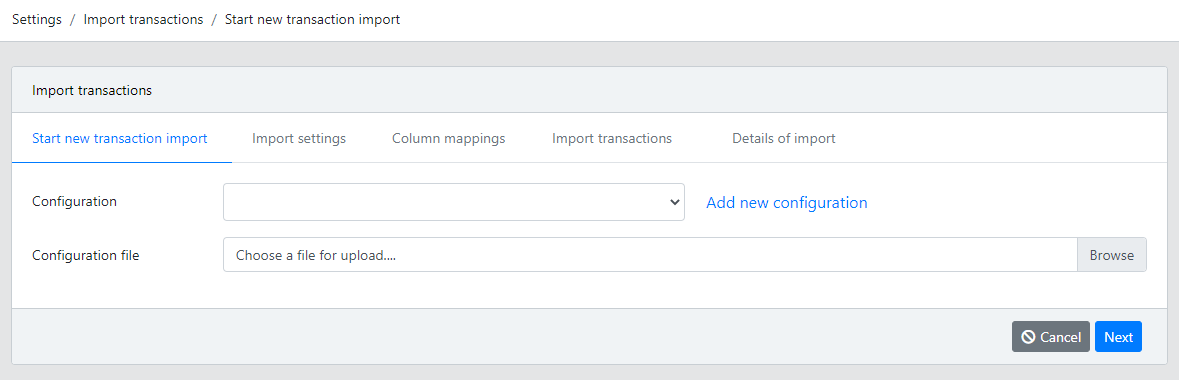 Settings / Import transactions / Start new transaction import
Import transactions
Start new transaction import Import settings Column mappings Import transactions Details of import
Configuration Add new configuration
Configuration file Choose a file for upload.... Browse
Cancel Next